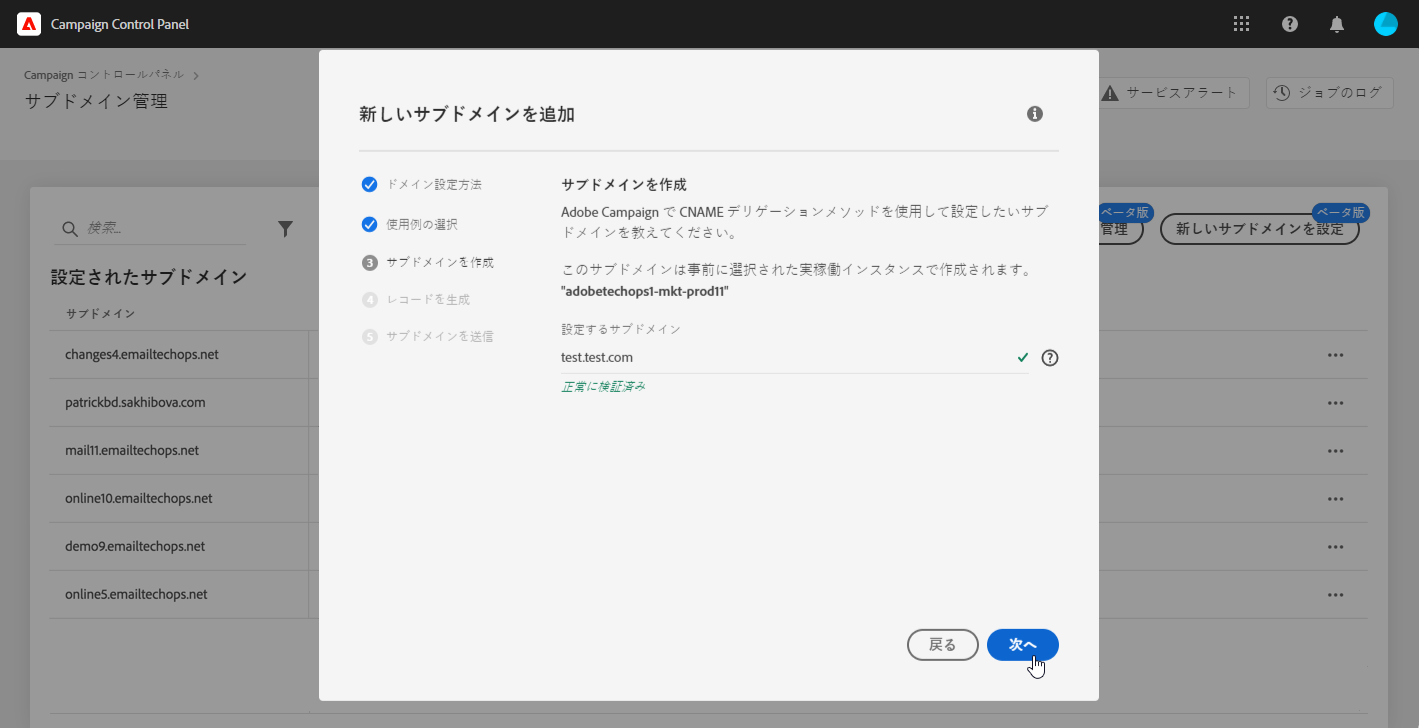 Campaign Control Panel
Campaign コントロールパネル
サブドメイン管理
サービスアラート
ジョブのログ
検索...
設定されたサブドメイン
サブドメイン
changes4.emailtechops.net
patrickbd.sakhibova.com
mail11.emailtechops.net
online10.emailtechops.net
demo9.emailtechops.net
online5.emailtechops.net
ベータ版
管理
ベータ版
新しいサブドメインを設定
新しいサブドメインを追加
ドメイン設定方法
使用例の選択
3 サブドメインを作成
4 レコードを生成
5 サブドメインを送信
サブドメインを作成
Adobe Campaign で CNAME デリゲーションメソッドを使用して設定したいサブ
ドメインを教えてください。
このサブドメインは事前に選択された実稼働インスタンスで作成されます。
"adobetechops1-mkt-prod11"
設定するサブドメイン
test.test.com
正常に検証済み
戻る
次へ